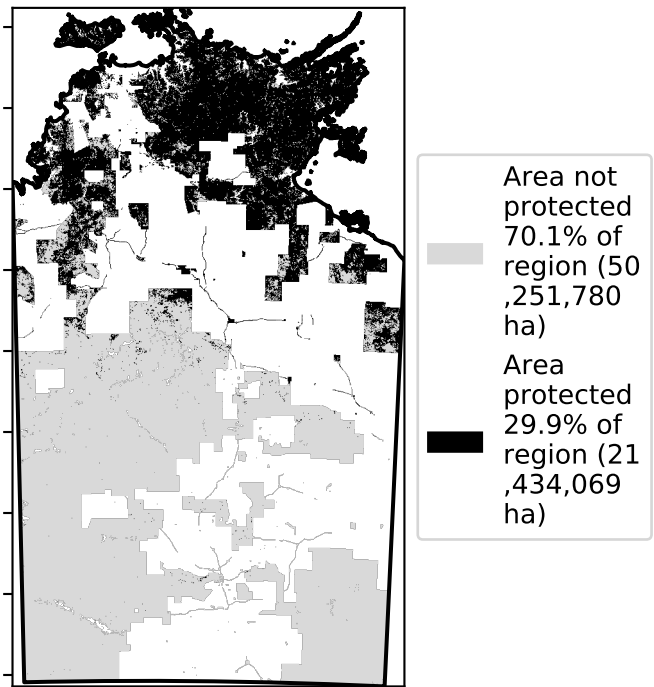 Area not
protected
70.1% of
region (50
,251,780
ha)
Area
protected
29.9% of
region (21
,434,069
ha)